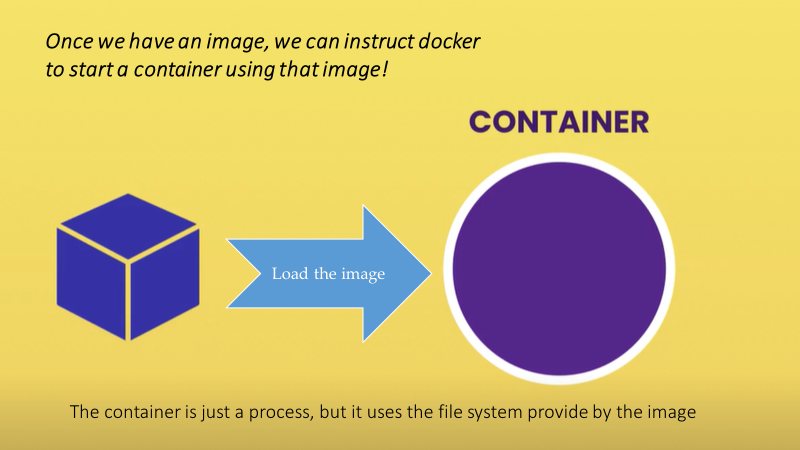 Once we have an image, we can instruct docker
to start a container using that image!
CONTAINER
Load the image
The container is just a process, but it uses the file system provide by the image